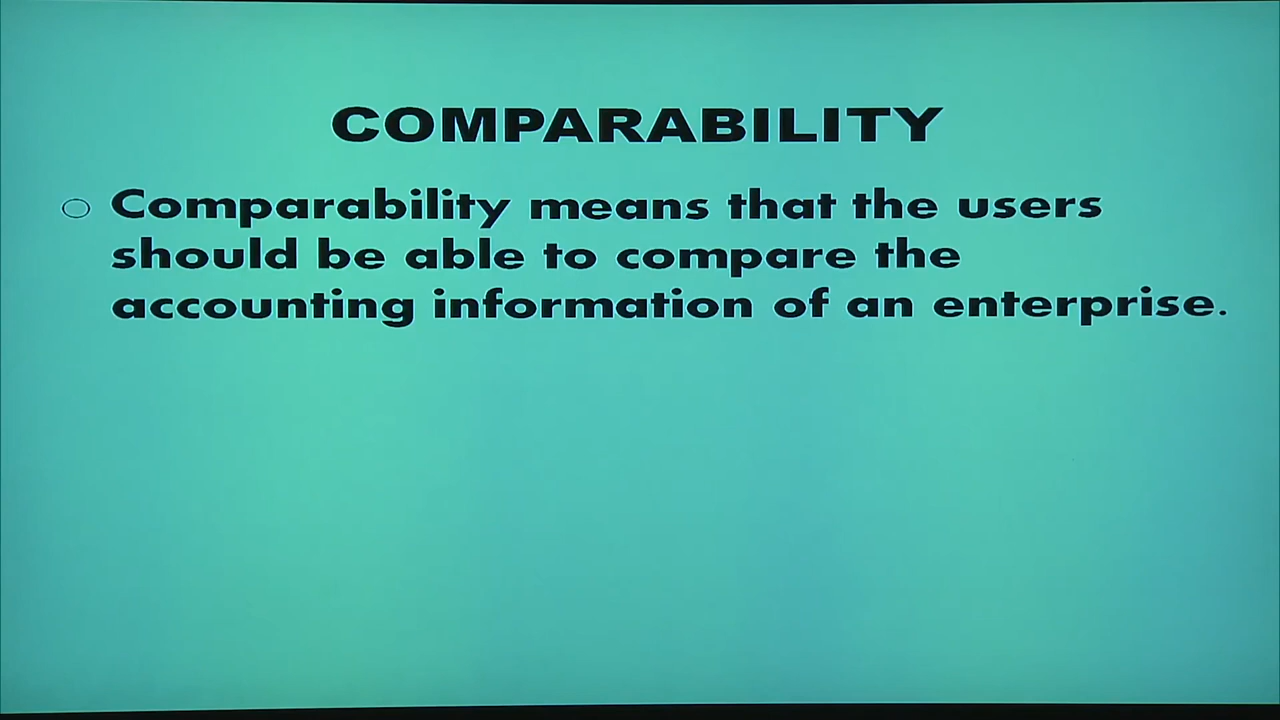 COMPARABILITY
Comparability means that the users
should be able to compare the
accounting information of an enterprise.